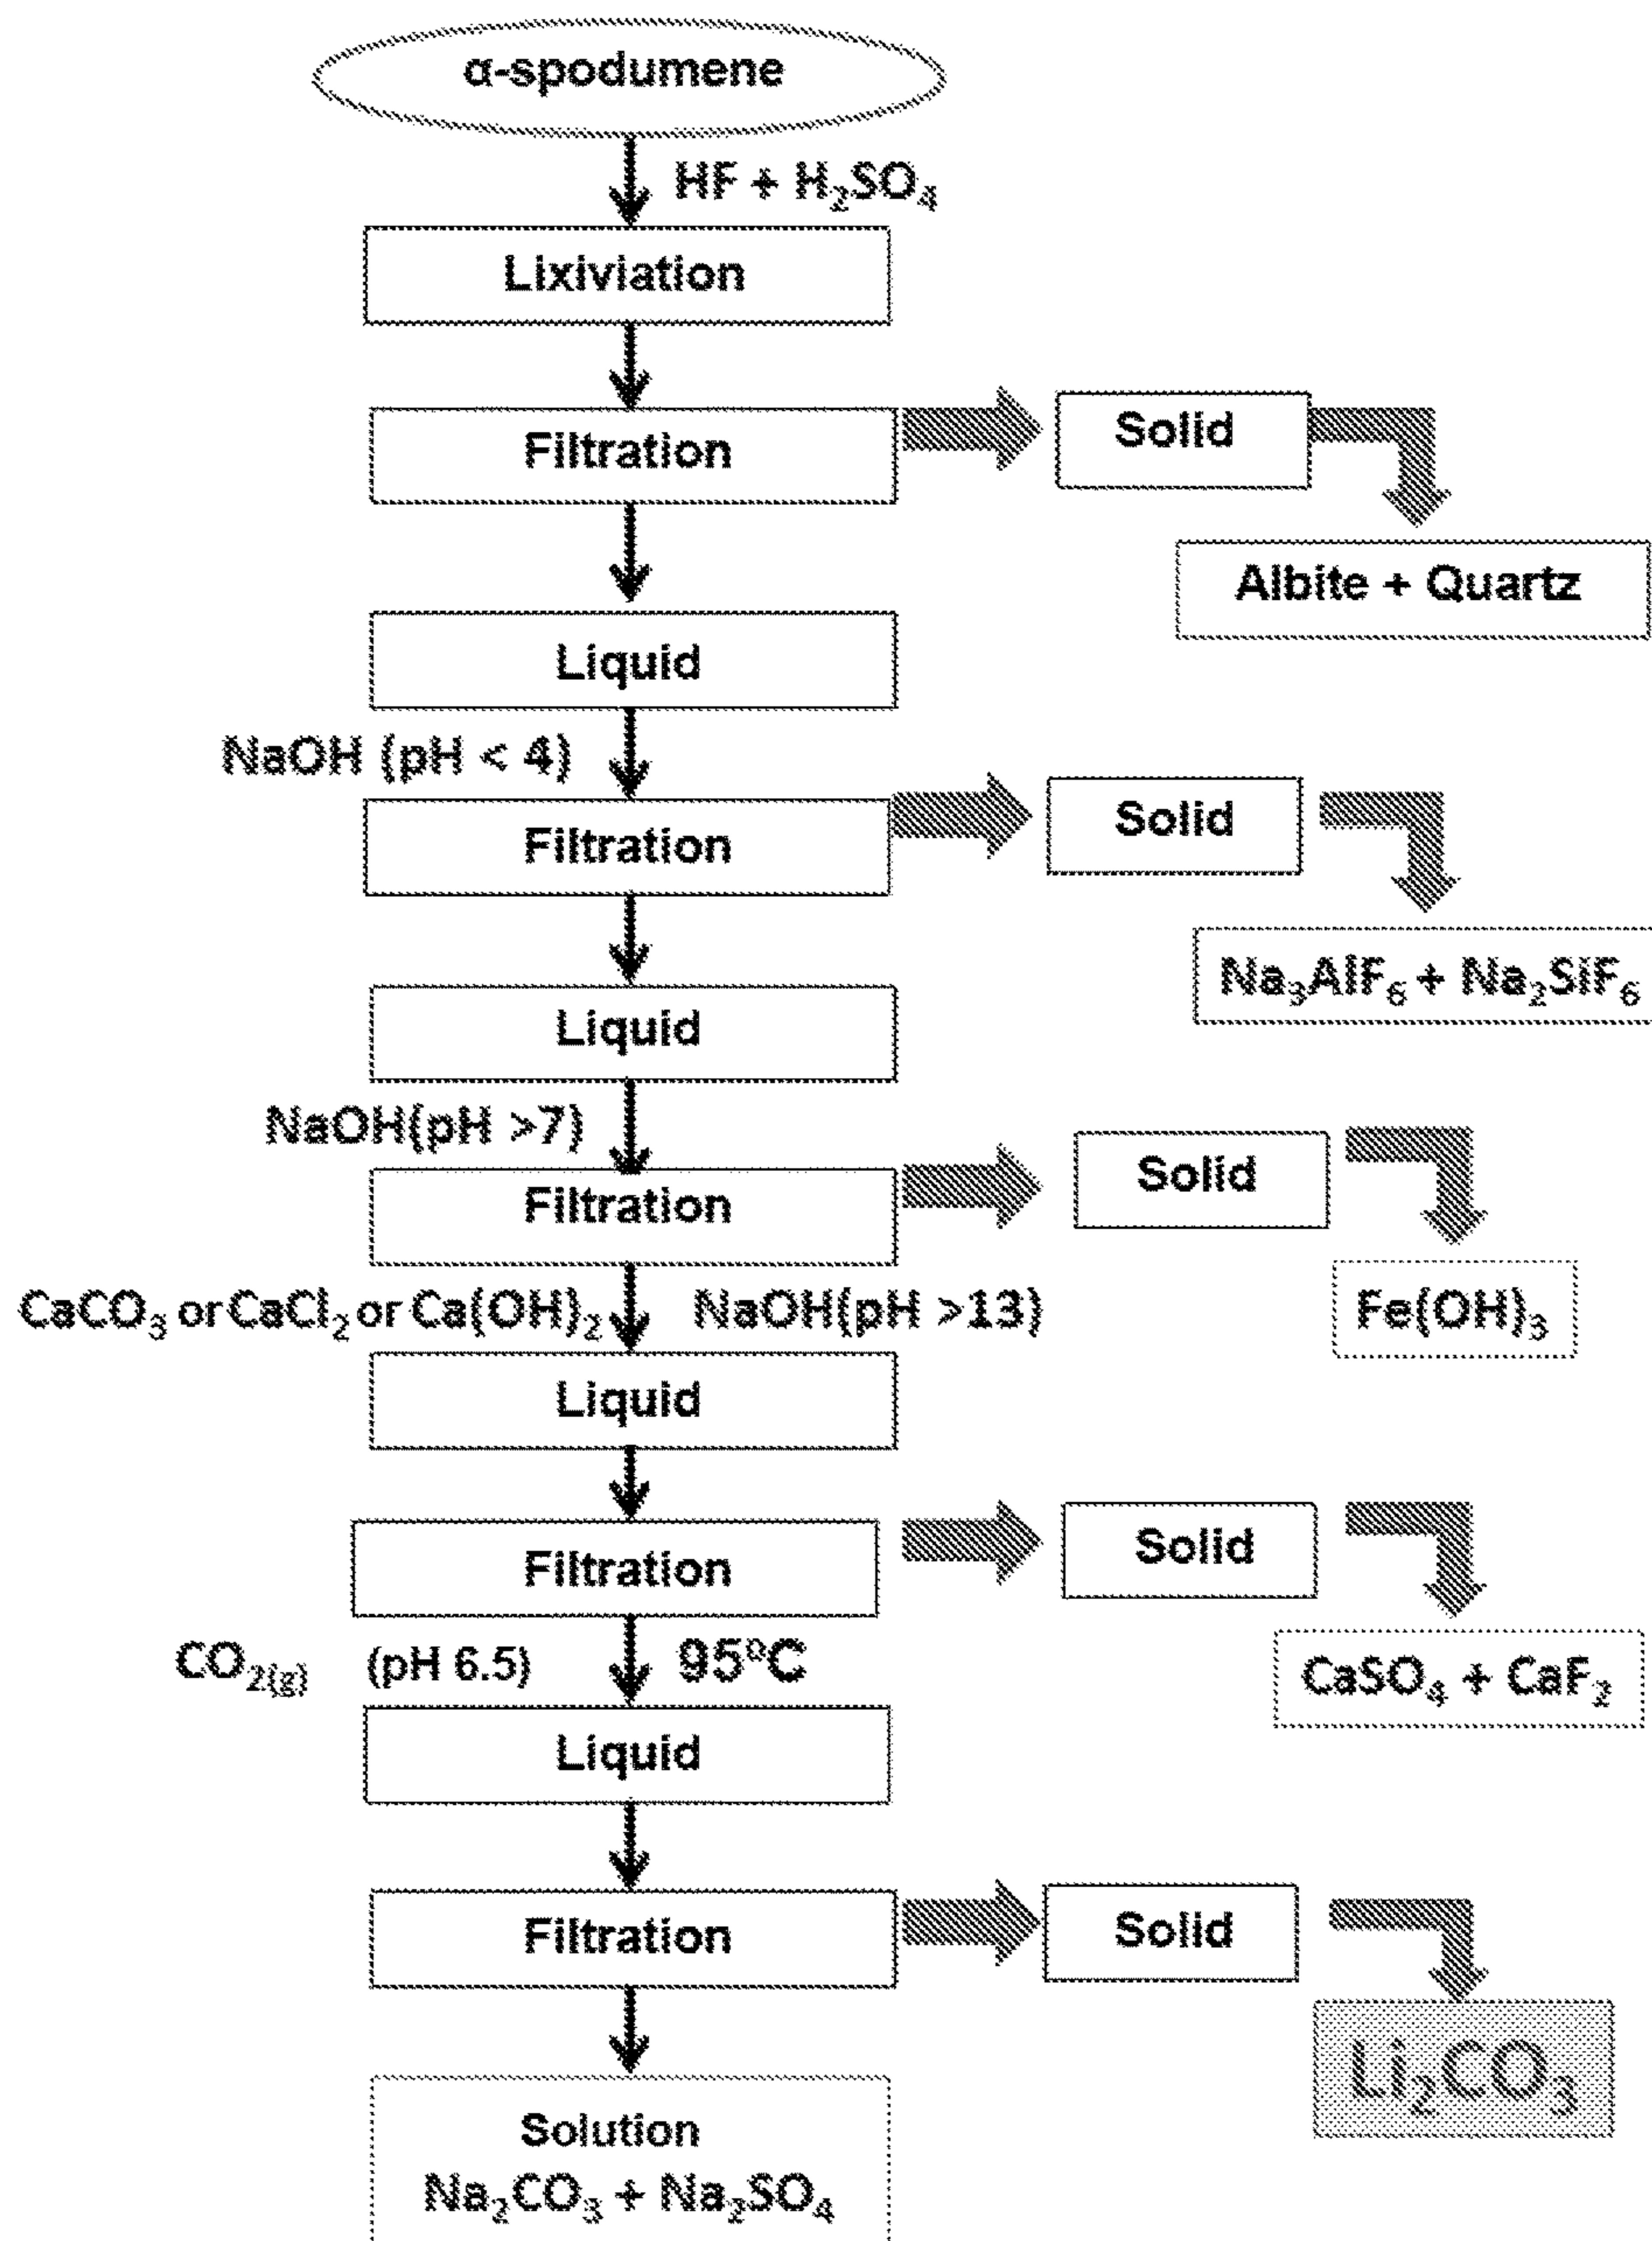 α-spodumene
HF + H₂SO₄
Lixiviation
Filtration
Solid
Albite + Quartz
Liquid
NaOH (pH < 4)
Filtration
Solid
Na₃AlF₆ + Na₂SiF₆
Liquid
NaOH(pH >7)
Filtration
Solid
Fe(OH)₃
CaCO₃ or CaCl₂ or Ca(OH)₂
NaOH(pH >13)
Liquid
Filtration
Solid
CaSO₄ + CaF₂
CO₂(g) (pH 6.5) 95⁰C
Liquid
Filtration
Solid
Li₂CO₃
Solution
Na₂CO₃ + Na₂SO₄